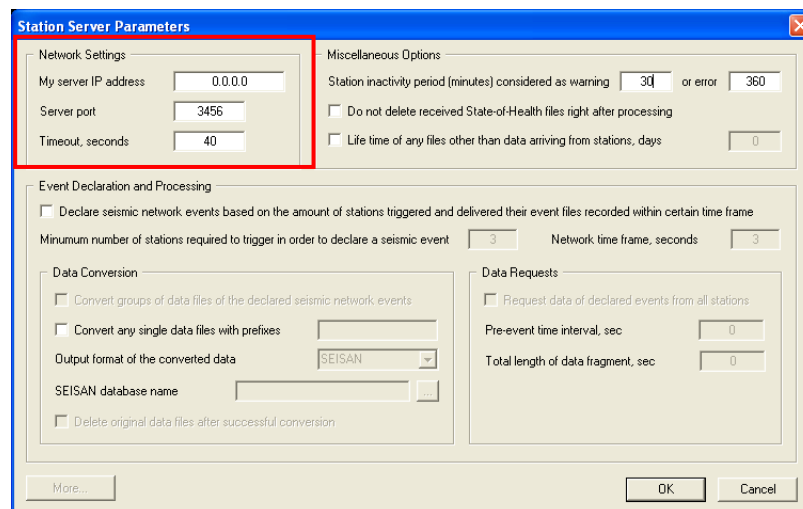 Station Server Parameters
Network Settings
My server IP address 0.0.0.0
Server port 3456
Timeout, seconds 40
Miscellaneous Options
Station inactivity period (minutes) considered as warning 30 or error 360
Do not delete received State-of-Health files right after processing
Life time of any files other than data arriving from stations, days 0
Event Declaration and Processing
Declare seismic network events based on the amount of stations triggered and delivered their event files recorded within certain time frame
Minumum number of stations required to trigger in order to declare a seismic event 3 Network time frame, seconds 3
Data Conversion
Convert groups of data files of the declared seismic network events
Convert any single data files with prefixes
Output format of the converted data SEISAN
SEISAN database name ...
Delete original data files after successful conversion
Data Requests
Request data of declared events from all stations
Pre-event time interval, sec 0
Total length of data fragment, sec 0
More... OK Cancel